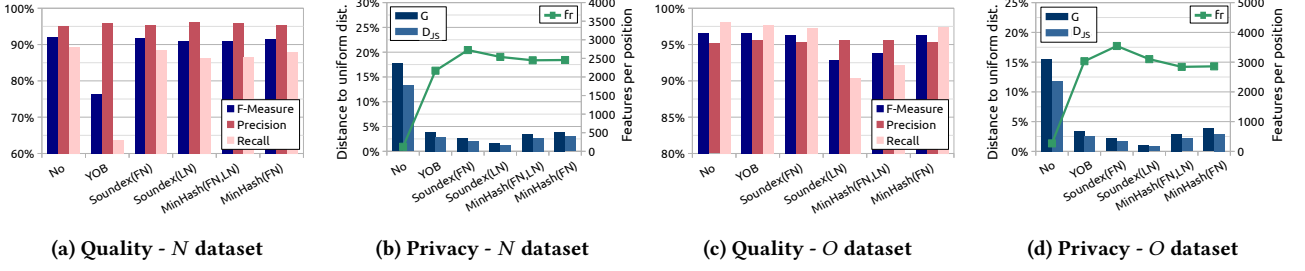 100%
90%
80%
70%
60%
F-Measure
Precision
Recall
No
YOB
Soundex(FN)
Soundex(LN)
MinHash(FN,LN)
MinHash(FN)
(a) Quality - N dataset
Distance to uniform dist.
30%
25%
20%
15%
10%
5%
0%
G
DJS
fr
4000
3500
3000
2500
2000
1500
1000
500
0
Features per position
No
YOB
Soundex(FN)
Soundex(LN)
MinHash(FN,LN)
MinHash(FN)
(b) Privacy - N dataset
100%
95%
90%
85%
80%
F-Measure
Precision
Recall
No
YOB
Soundex(FN)
Soundex(LN)
MinHash(FN,LN)
MinHash(FN)
(c) Quality - O dataset
Distance to uniform dist.
25%
20%
15%
10%
5%
0%
G
DJS
fr
5000
4000
3000
2000
1000
0
Features per position
No
YOB
Soundex(FN)
Soundex(LN)
MinHash(FN,LN)
MinHash(FN)
(d) Privacy - O dataset